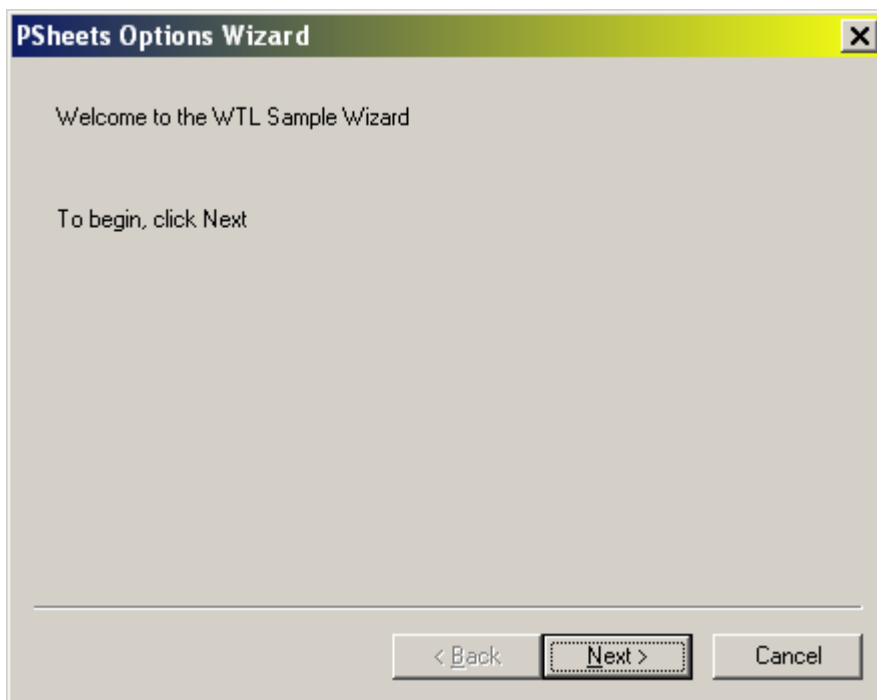 PSheets Options Wizard
Welcome to the WTL Sample Wizard
To begin, click Next
< Back Next > Cancel